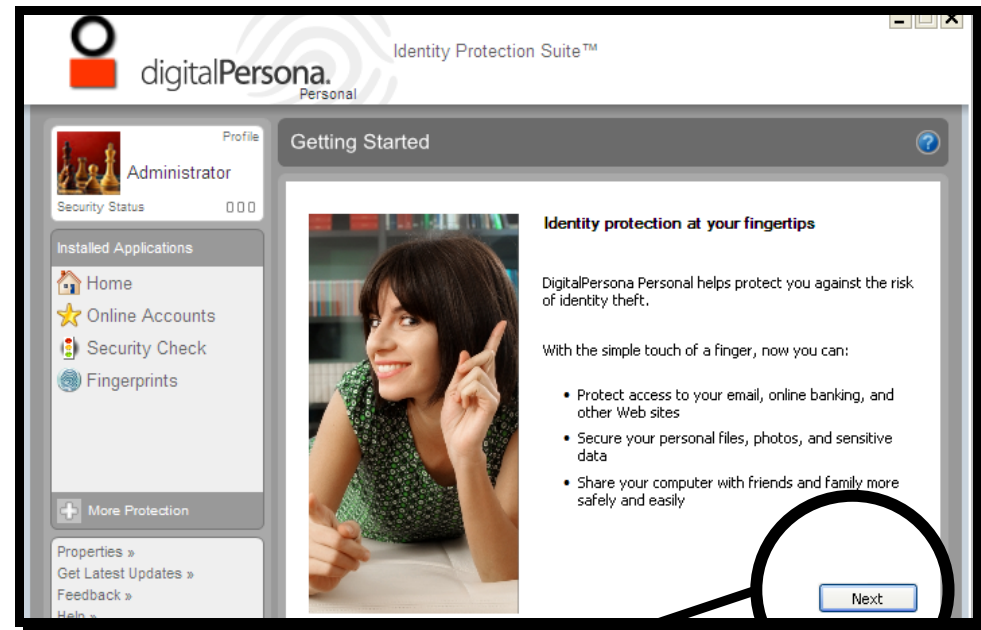 Identity Protection Suite™
digitalPersona.
Personal
Profile
Administrator
Security Status
Installed Applications
Home
Online Accounts
Security Check
Fingerprints
More Protection
Properties »
Get Latest Updates »
Feedback »
Help »
Getting Started
?
Identity protection at your fingertips
DigitalPersona Personal helps protect you against the risk
of identity theft.
With the simple touch of a finger, now you can:
• Protect access to your email, online banking, and
other Web sites
• Secure your personal files, photos, and sensitive
data
• Share your computer with friends and family more
safely and easily
Next